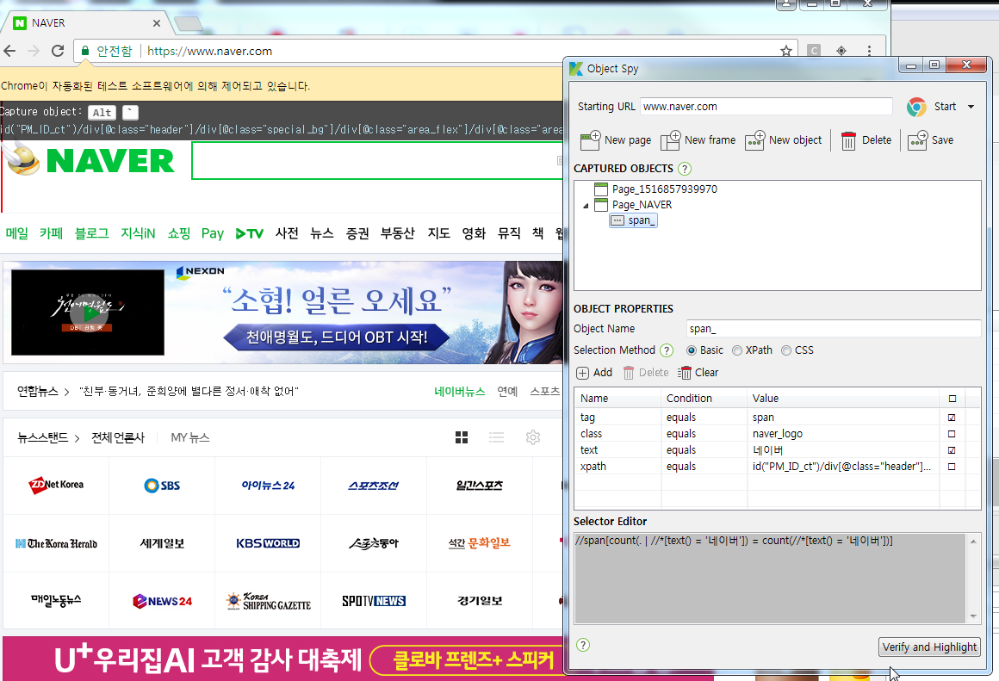 NAVER
안전함 https://www.naver.com
Chrome이 자동화된 테스트 소프트웨어에 의해 제어되고 있습니다.
Capture object: Alt `
id("PM_ID_ct")/div[@class="header"]/div[@class="special_bg"]/div[@class="area_flex"]/div[@class="area
NAVER
메일 카페 블로그 지식iN 쇼핑 Pay TV 사전 뉴스 증권 부동산 지도 영화 뮤직 책 웹
천애명월도
OBT 진행 중
NEXON
“소협! 얼른 오세요”
천애명월도, 드디어 OBT 시작!
연합뉴스 > "친부·동거녀, 준희양에 별다른 정서·애착 없어"
네이버뉴스 연예 스포츠
뉴스스탠드 > 전체 언론사 MY 뉴스
ZDNet Korea SBS 아이뉴스24 스포츠조선 일간스포츠
The Korea Herald 세계일보 KBS WORLD 스포츠동아 석간 문화일보
매일노동뉴스 ENEWS 24 KOREA SHIPPING GAZETTE SPOTV NEWS 경기일보
U+우리집AI 고객 감사 대축제 클로바 프렌즈+ 스피커
Object Spy
Starting URL www.naver.com Start
New page New frame New object Delete Save
CAPTURED OBJECTS ?
Page_1516857939970
Page_NAVER
span_
OBJECT PROPERTIES
Object Name span_
Selection Method ? Basic XPath CSS
Add Delete Clear
Name Condition Value
tag equals span
class equals naver_logo
text equals 네이버
xpath equals id("PM_ID_ct")/div[@class="header"]...
Selector Editor
//span[count(. | //*[text() = '네이버']) = count(//*[text() = '네이버'])]
? Verify and Highlight